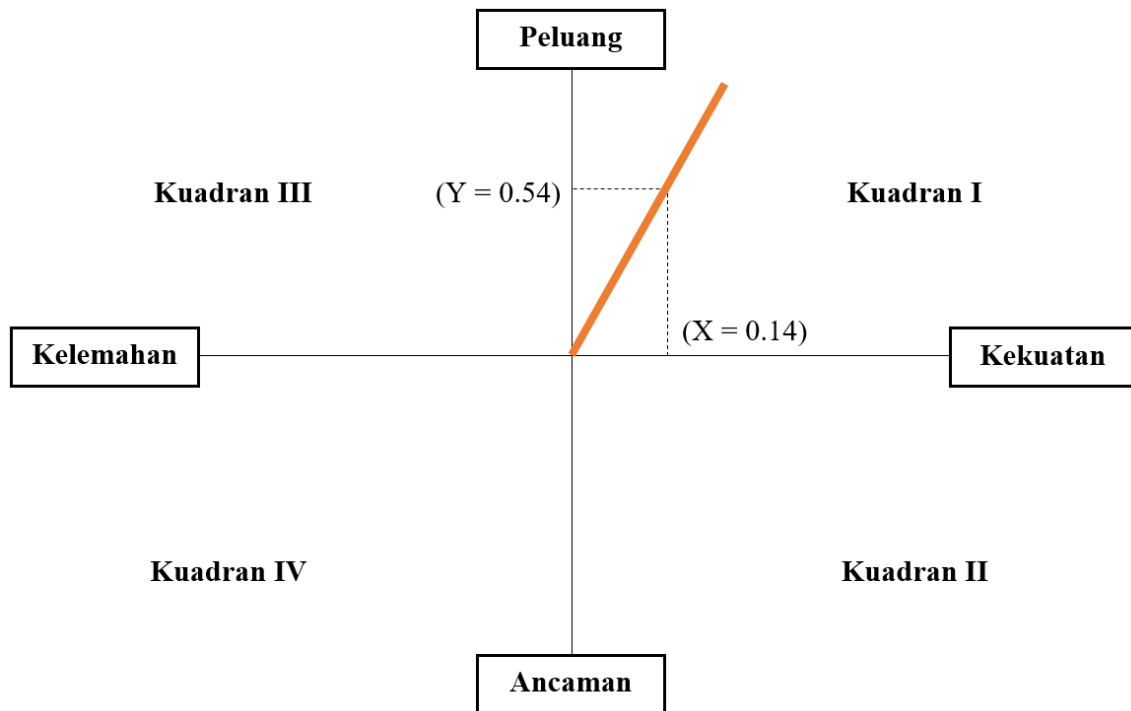 Peluang
Kuadran III
(Y = 0.54)
Kuadran I
(X = 0.14)
Kelemahan
Kekuatan
Kuadran IV
Kuadran II
Ancaman